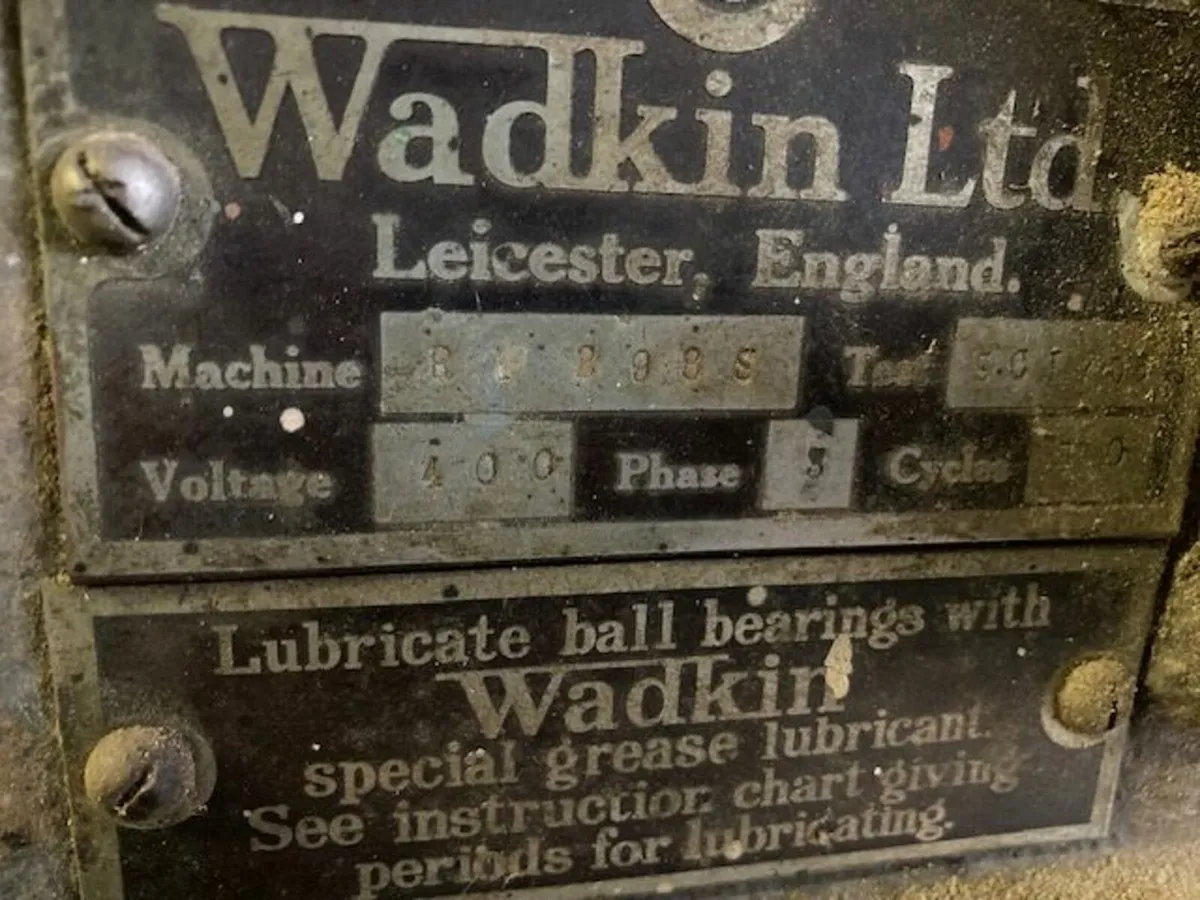 Wadkin Ltd
Leicester, England.
Machine Test
Voltage 400 Phase 3 Cycles
Lubricate ball bearings with
Wadkin
special grease lubricant.
See instruction chart giving
periods for lubricating.